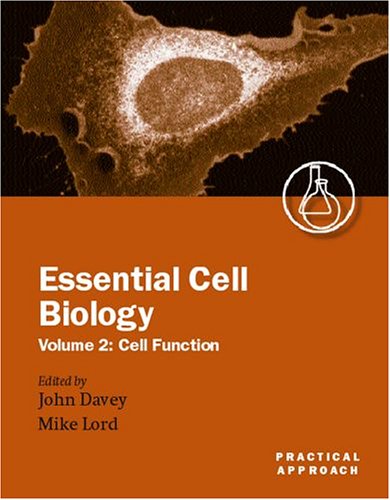 Essential Cell
Biology
Volume 2: Cell Function
Edited by
John Davey
Mike Lord
PRACTICAL
APPROACH